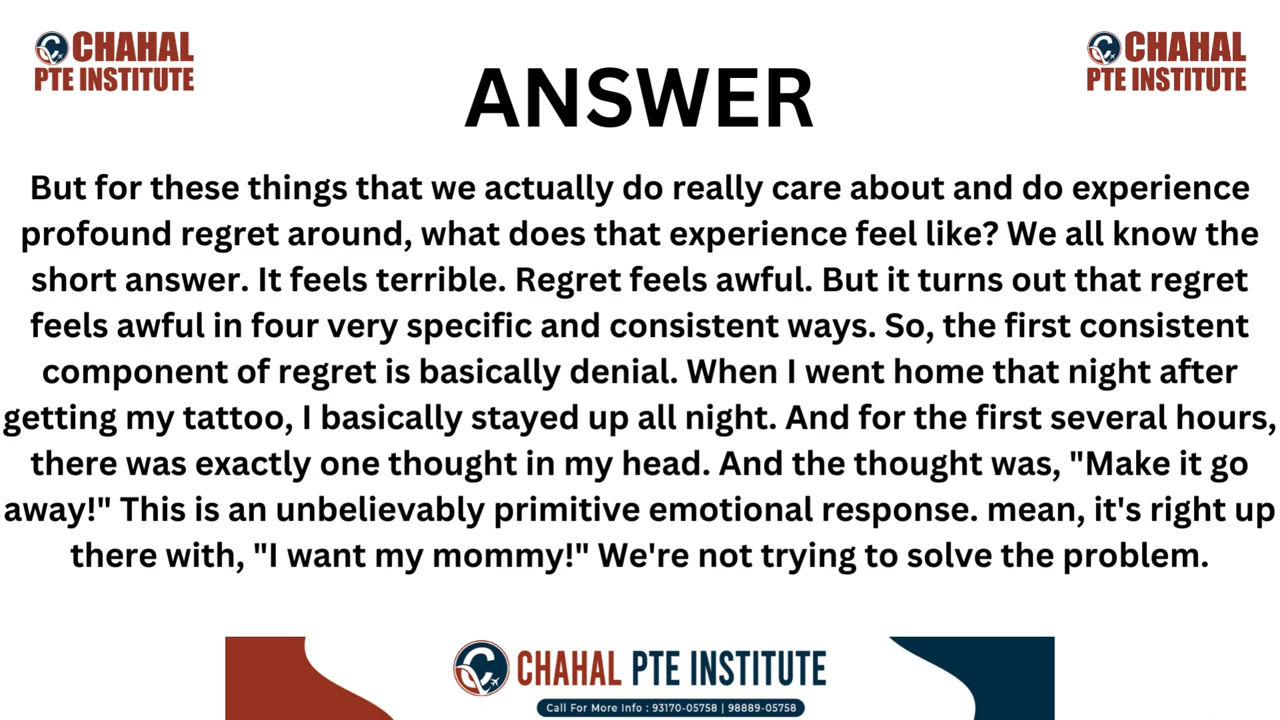 CHAHAL
PTE INSTITUTE
CHAHAL
PTE INSTITUTE
ANSWER
But for these things that we actually do really care about and do experience
profound regret around, what does that experience feel like? We all know the
short answer. It feels terrible. Regret feels awful. But it turns out that regret
feels awful in four very specific and consistent ways. So, the first consistent
component of regret is basically denial. When I went home that night after
getting my tattoo, I basically stayed up all night. And for the first several hours,
there was exactly one thought in my head. And the thought was, "Make it go
away!" This is an unbelievably primitive emotional response. mean, it's right up
there with, "I want my mommy!" We're not trying to solve the problem.
CHAHAL PTE INSTITUTE
Call For More Info : 93170-05758 | 98889-05758